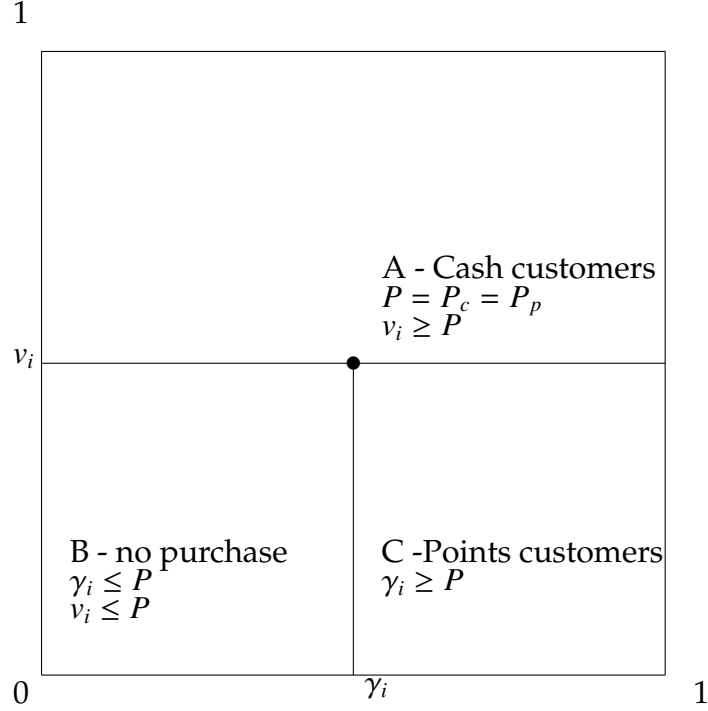 1
A - Cash customers
P = P_c = P_p
v_i ≥ P
v_i
B - no purchase
γ_i ≤ P
v_i ≤ P
C -Points customers
γ_i ≥ P
0
γ_i
1